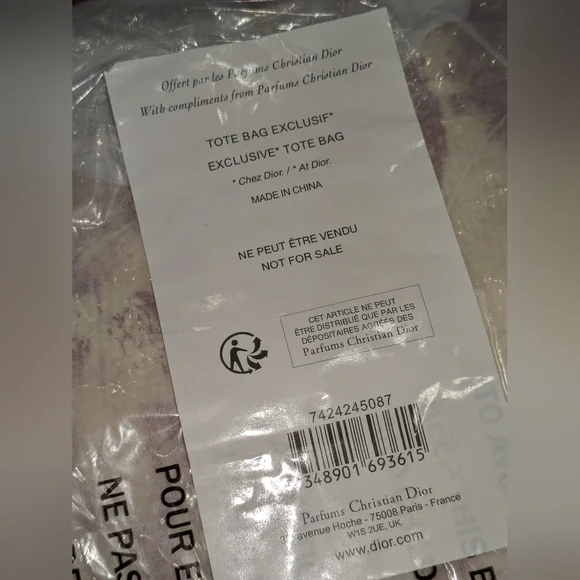 Offert par les Parfums Christian Dior
With compliments from Parfums Christian Dior
TOTE BAG EXCLUSIF*
EXCLUSIVE* TOTE BAG
* Chez Dior. / * At Dior.
MADE IN CHINA
NE PEUT ÊTRE VENDU
NOT FOR SALE
CET ARTICLE NE PEUT
ÊTRE DISTRIBUÉ QUE PAR LES
DÉPOSITAIRES AGRÉÉS DES
Parfums Christian Dior
7424245087
348901 693615
Parfums Christian Dior
avenue Hoche - 75008 Paris - France
W1S 2UE, UK
www.dior.com
POUR
NE PAS
TO